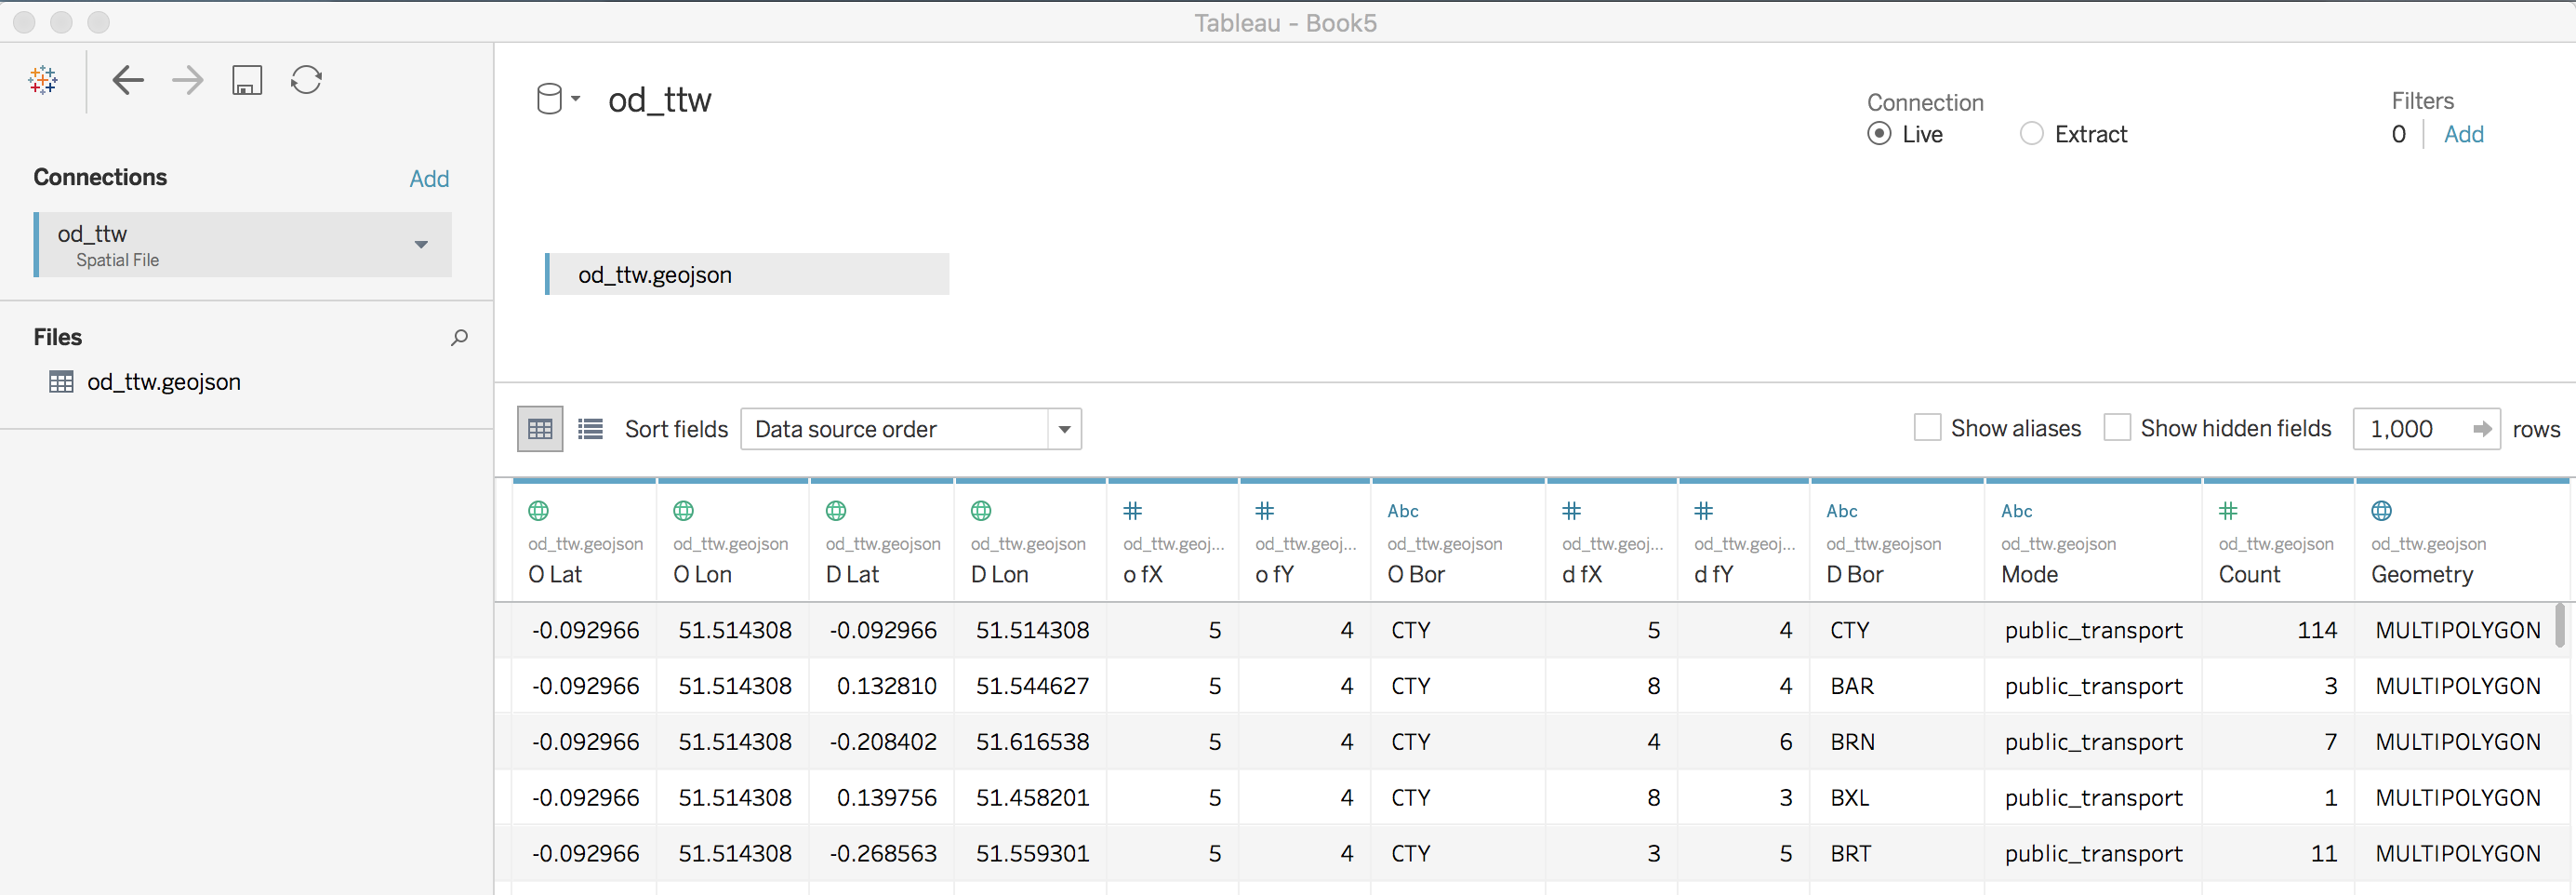 Tableau - Book5
od_ttw
Connection
Live
Extract
Filters
0
Add
Connections
Add
od_ttw
Spatial File
od_ttw.geojson
Files
od_ttw.geojson
Sort fields
Data source order
Show aliases
Show hidden fields
1,000
rows
Abc Abc Abc
od_ttw.geojson od_ttw.geojson od_ttw.geojson od_ttw.geojson od_ttw.geoj... od_ttw.geoj... od_ttw.geojson od_ttw.geoj... od_ttw.geoj... od_ttw.geojson od_ttw.geojson od_ttw.geojson od_ttw.geojson
O Lat O Lon D Lat D Lon o fX o fY O Bor d fX d fY D Bor Mode Count Geometry
-0.092966 51.514308 -0.092966 51.514308 5 4 CTY 5 4 CTY public_transport 114 MULTIPOLYGON
-0.092966 51.514308 0.132810 51.544627 5 4 CTY 8 4 BAR public_transport 3 MULTIPOLYGON
-0.092966 51.514308 -0.208402 51.616538 5 4 CTY 4 6 BRN public_transport 7 MULTIPOLYGON
-0.092966 51.514308 0.139756 51.458201 5 4 CTY 8 3 BXL public_transport 1 MULTIPOLYGON
-0.092966 51.514308 -0.268563 51.559301 5 4 CTY 3 5 BRT public_transport 11 MULTIPOLYGON